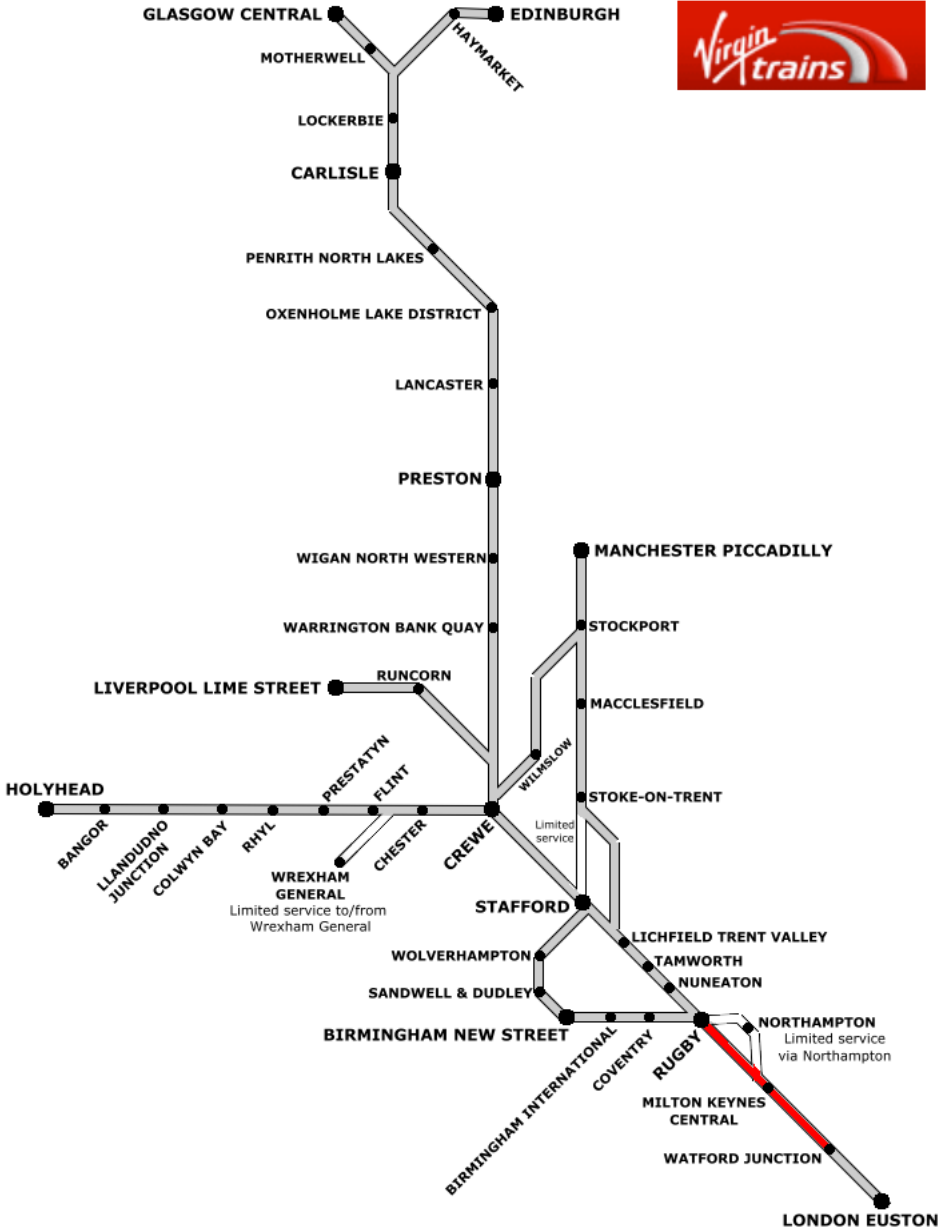 GLASGOW CENTRAL
EDINBURGH
Virgin
trains
MOTHERWELL
HAYMARKET
LOCKERBIE
CARLISLE
PENRITH NORTH LAKES
OXENHOLME LAKE DISTRICT
LANCASTER
PRESTON
MANCHESTER PICCADILLY
WIGAN NORTH WESTERN
WARRINGTON BANK QUAY
STOCKPORT
RUNCORN
LIVERPOOL LIME STREET
MACCLESFIELD
WILMSLOW
HOLYHEAD
PRESTATYN
FLINT
STOKE-ON-TRENT
BANGOR
LLANDUDNO
JUNCTION
COLWYN BAY
RHYL
CHESTER
CREWE
Limited
service
WREXHAM
GENERAL
Limited service to/from
Wrexham General
STAFFORD
LICHFIELD TRENT VALLEY
WOLVERHAMPTON
TAMWORTH
NUNEATON
SANDWELL & DUDLEY
BIRMINGHAM NEW STREET
BIRMINGHAM INTERNATIONAL
COVENTRY
RUGBY
NORTHAMPTON
Limited service
via Northampton
MILTON KEYNES
CENTRAL
WATFORD JUNCTION
LONDON EUSTON